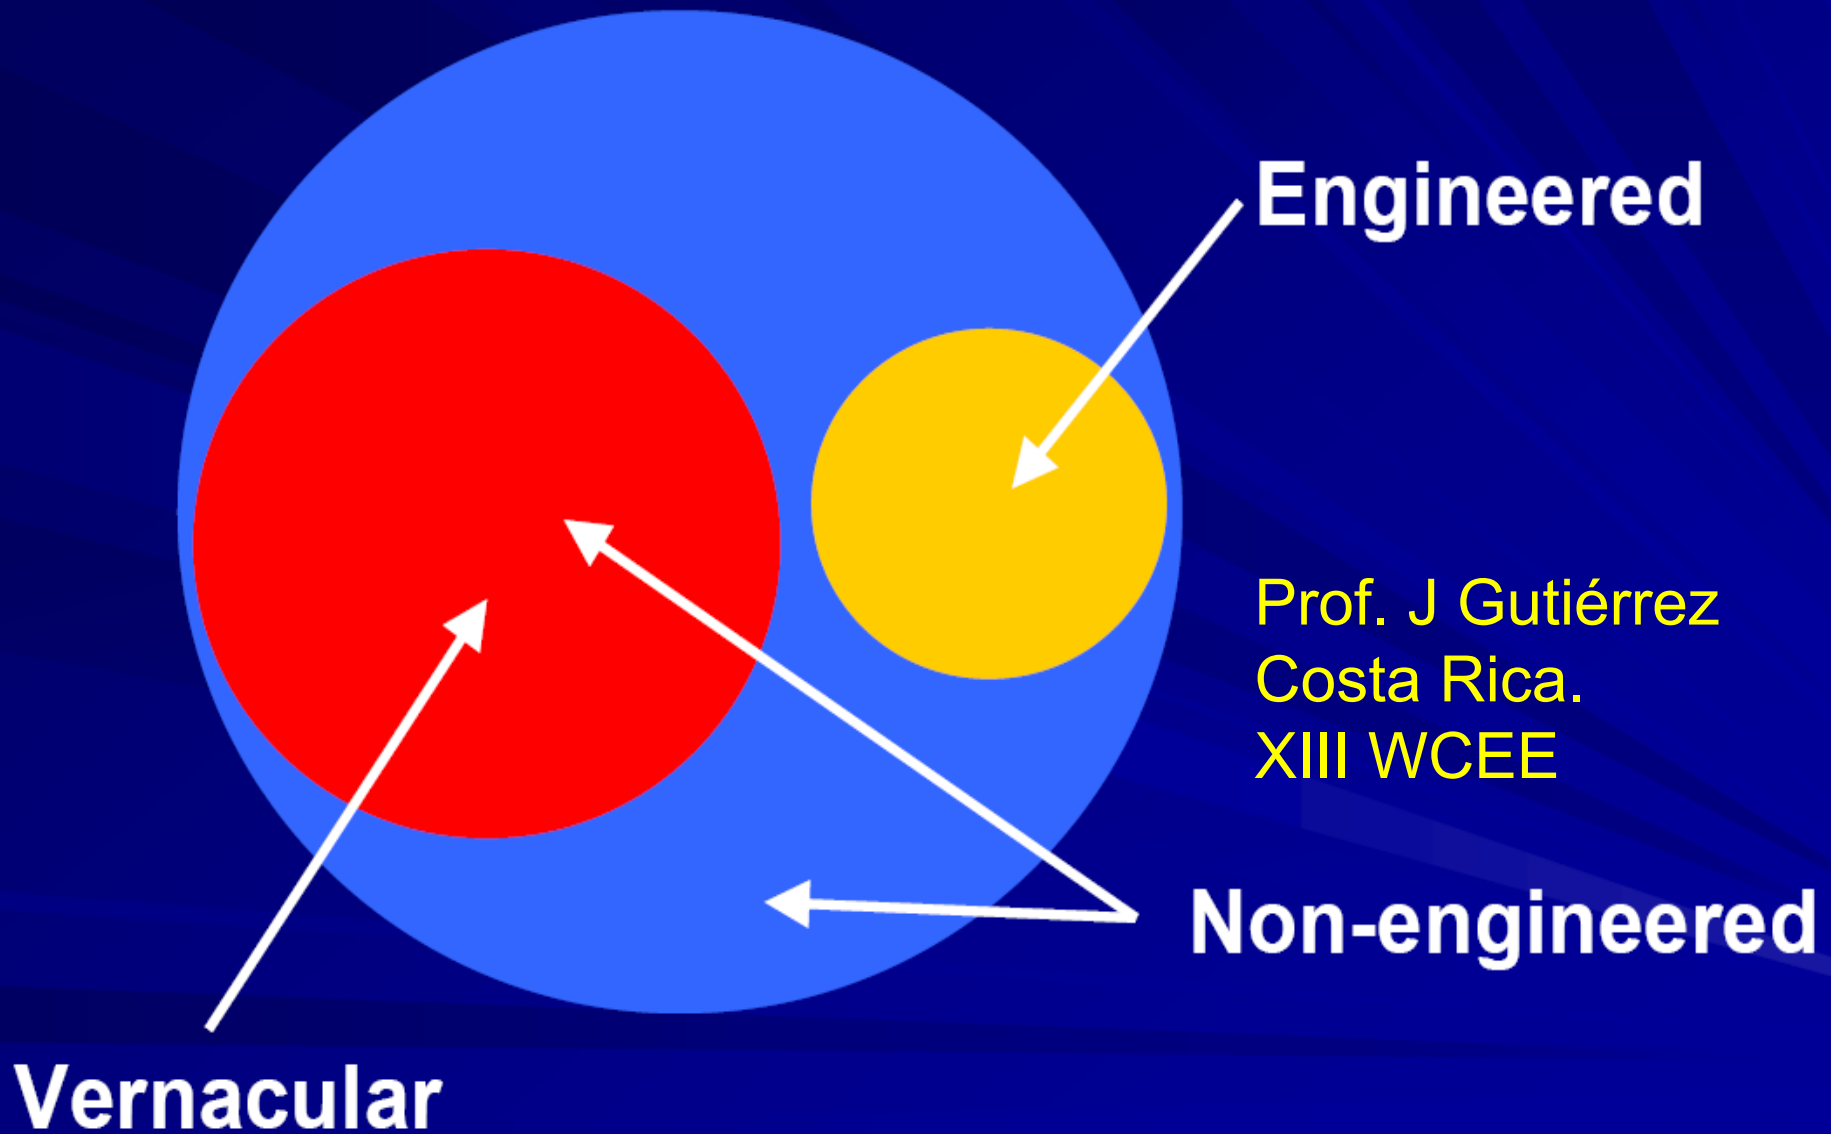 Engineered
Prof. J Gutiérrez
Costa Rica.
XIII WCEE
Non-engineered
Vernacular